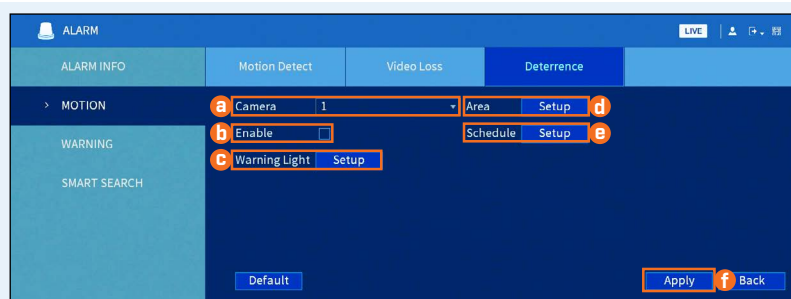 ALARM
LIVE
ALARM INFO
Motion Detect
Video Loss
Deterrence
MOTION
a Camera 1 Area Setup d
b Enable Schedule Setup e
WARNING
c Warning Light Setup
SMART SEARCH
Default
Apply f Back